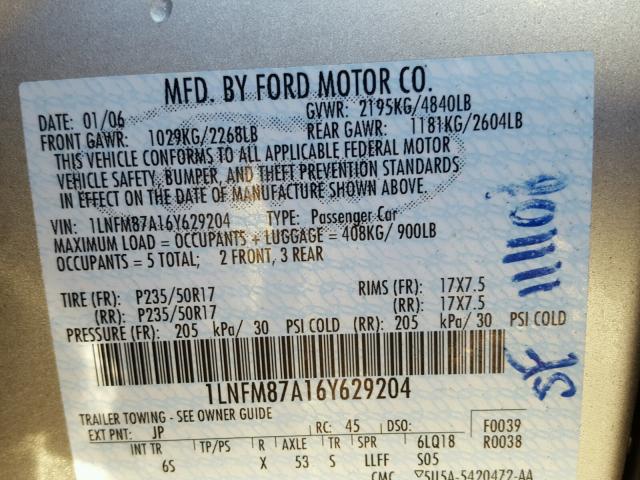 MFD. BY FORD MOTOR CO.
DATE: 01/06 GVWR: 2195KG/4840LB
FRONT GAWR: 1029KG/2268LB REAR GAWR: 1181KG/2604LB
THIS VEHICLE CONFORMS TO ALL APPLICABLE FEDERAL MOTOR
VEHICLE SAFETY, BUMPER, AND THEFT PREVENTION STANDARDS
IN EFFECT ON THE DATE OF MANUFACTURE SHOWN ABOVE.
VIN: 1LNFM87A16Y629204 TYPE: Passenger Car
MAXIMUM LOAD = OCCUPANTS + LUGGAGE = 408KG/ 900LB
OCCUPANTS = 5 TOTAL; 2 FRONT, 3 REAR
TIRE (FR): P235/50R17 RIMS (FR): 17X7.5
(RR): P235/50R17 (RR): 17X7.5
PRESSURE (FR): 205 kPa/ 30 PSI COLD (RR): 205 kPa/ 30 PSI COLD
1LNFM87A16Y629204
TRAILER TOWING - SEE OWNER GUIDE
EXT PNT: JP RC: 45 DSO: F0039
INT TR TP/PS R AXLE TR SPR 6LQ18 R0038
6S X 53 S LLFF S05
CMC ▽5U5A-5420472-AA